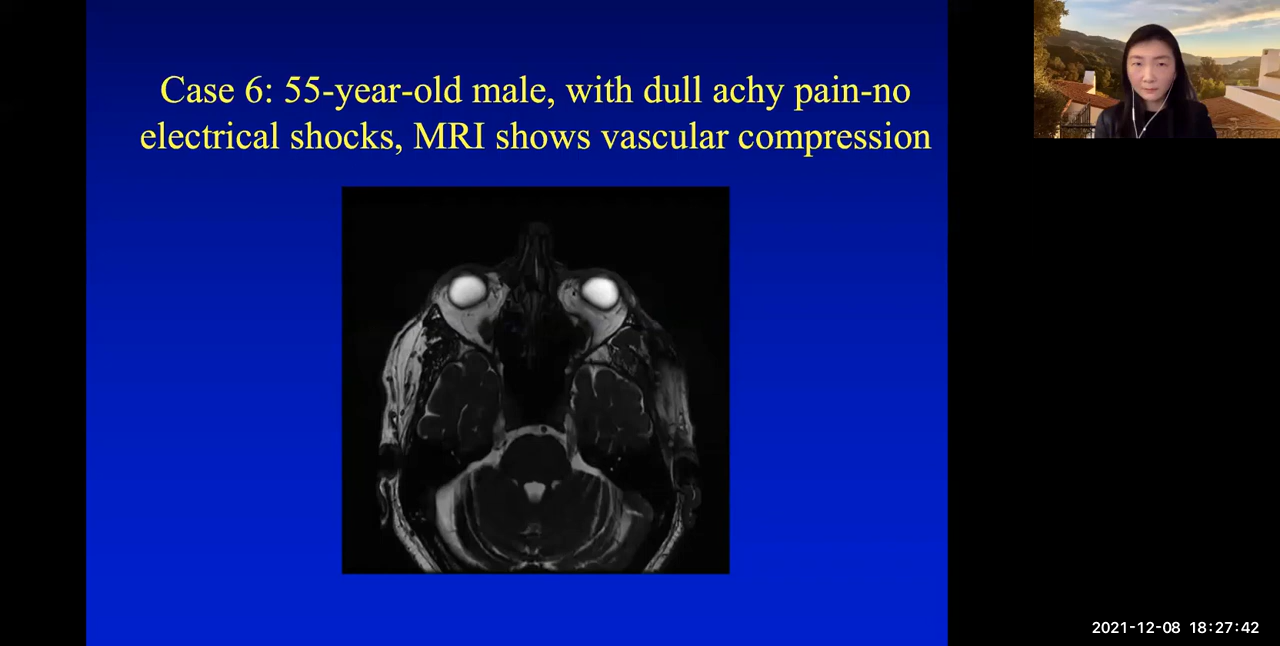 Case 6: 55-year-old male, with dull achy pain-no
electrical shocks, MRI shows vascular compression
2021-12-08 18:27:42